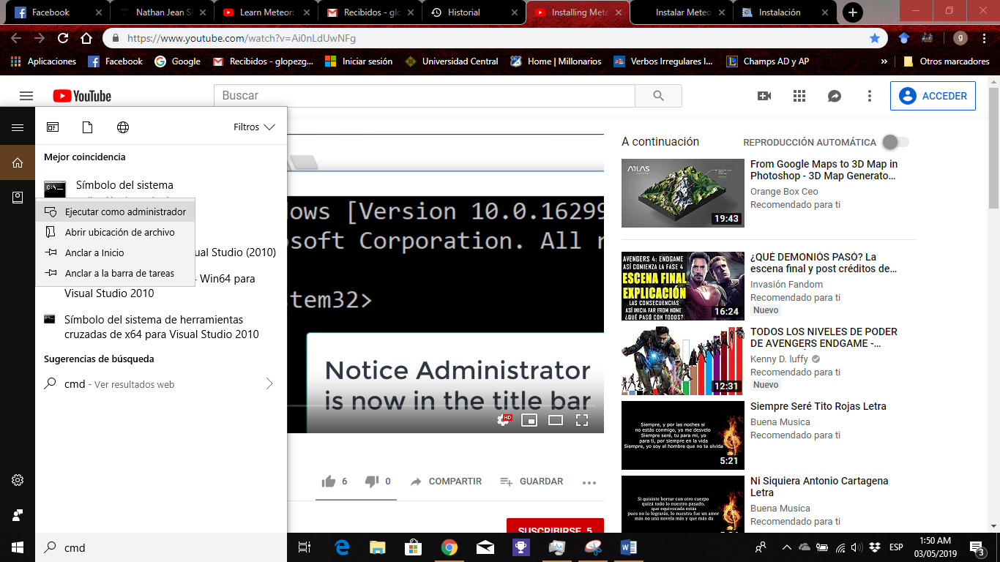 Facebook
Nathan Jean S
Learn Meteor:
Recibidos - glo
Historial
Installing Mete
Instalar Meteo
Instalación
https://www.youtube.com/watch?v=Ai0nLdUwNFg
g
Aplicaciones
Facebook
Google
Recibidos - glopezg...
Iniciar sesión
Universidad Central
Home | Millonarios
Verbos Irregulares I...
Champs AD y AP
»
Otros marcadores
YouTube
Buscar
ACCEDER
Filtros
Mejor coincidencia
Símbolo del sistema
Ejecutar como administrador
Abrir ubicación de archivo
Anclar a Inicio
Anclar a la barra de tareas
ual Studio (2010)
- Win64 para
Visual Studio 2010
Símbolo del sistema de herramientas
cruzadas de x64 para Visual Studio 2010
Sugerencias de búsqueda
cmd - Ver resultados web
cmd
ows [Version 10.0.16299
soft Corporation. All r
tem32>
Notice Administrator
is now in the title bar
HD
6
0
COMPARTIR
GUARDAR
SUSCRIBIRSE 5
A continuación
REPRODUCCIÓN AUTOMÁTICA
ATLAS
19:43
From Google Maps to 3D Map in
Photoshop - 3D Map Generato...
Orange Box Ceo
Recomendado para ti
AVENGERS 4: ENDGAME
ASÍ COMIENZA LA FASE 4
ESCENA FINAL
EXPLICACIÓN
LAS CONSECUENCIAS
ASÍ INICIA FAR FROM HOME
¿QUÉ PASÓ CON TODOS?
16:24
¿QUÉ DEMONIOS PASÓ? La
escena final y post créditos de...
Invasión Fandom
Recomendado para ti
Nuevo
12:31
TODOS LOS NIVELES DE PODER
DE AVENGERS ENDGAME -...
Kenny D. luffy
Recomendado para ti
Nuevo
Siempre, y por las noches si
no estás conmigo, yo me desvelo
Siempre seré, tu para mi, yo
para ti, por siempre en la vida
Siempre, yo soy el hombre que no te olvida
5:21
Siempre Seré Tito Rojas Letra
Buena Musica
Recomendado para ti
Si quisiste borrar con otro cuerpo
quizá todo lo nuestro pasado,
que equivocada estás
pues no lo lograrás, lo nuestro fue un amor
más no una novela más y que más da
Ni Siquiera Antonio Cartagena
Letra
Buena Musica
Recomendado para ti
ESP
1:50 AM
03/05/2019
3